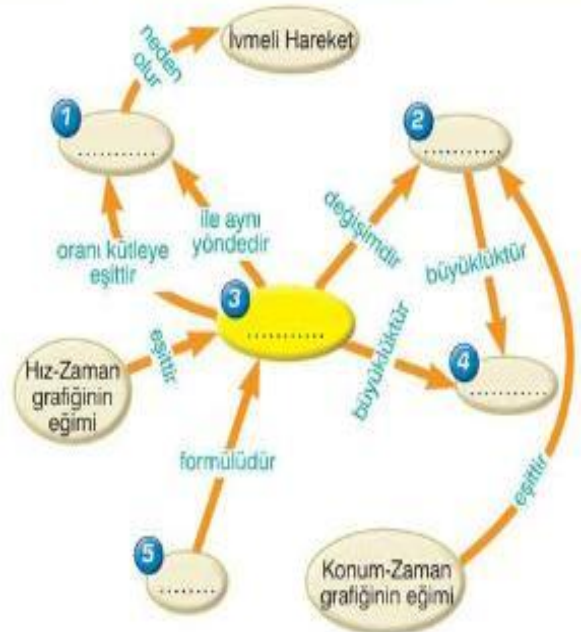 neden
olur
İvmeli Hareket
1
............
2
............
oranı kütleye
eşittir
ile aynı
yöndedir
değişimdir
büyüklüktür
3
............
eşittir
büyüklüktür
4
............
Hız-Zaman
grafiğinin
eğimi
formülüdür
eşittir
5
........
Konum-Zaman
grafiğinin eğimi